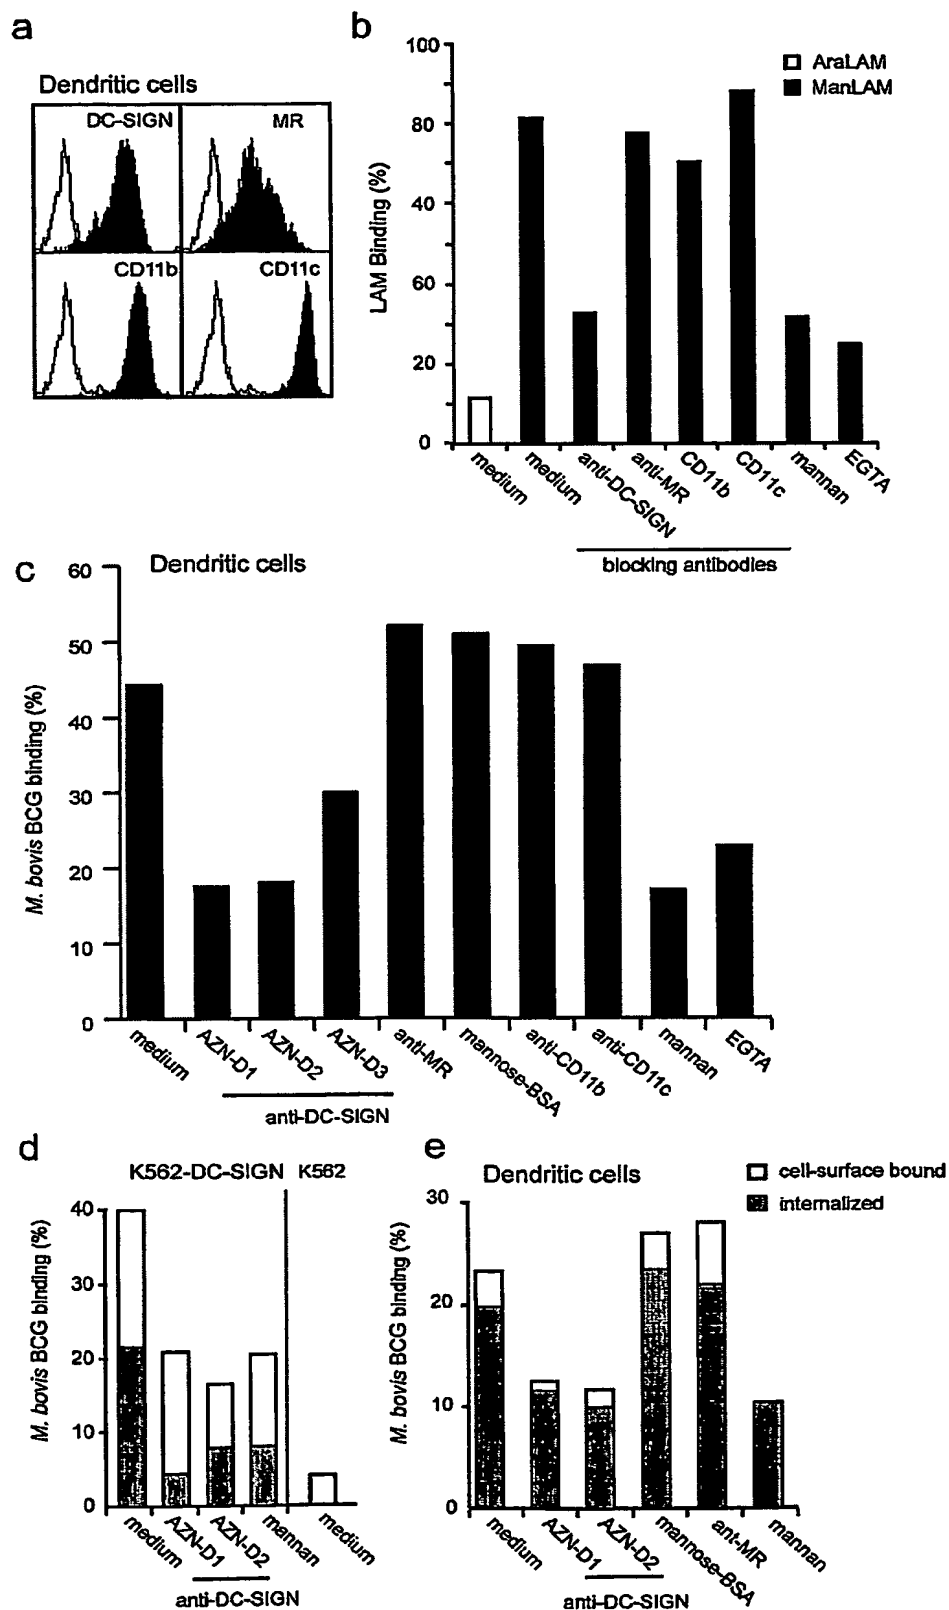 a
Dendritic cells
DC-SIGN
MR
CD11b
CD11c
b
AraLAM
ManLAM
LAM Binding (%)
100
80
40
60
20
0
medium
medium
anti-DC-SIGN
anti-MR
CD11b
CD11c
mannan
EGTA
blocking antibodies
c
Dendritic cells
M. bovis BCG binding (%)
60
50
40
30
20
10
0
medium
AZN-D1
AZN-D2
AZN-D3
anti-MR
mannose-BSA
anti-CD11b
anti-CD11c
mannan
EGTA
anti-DC-SIGN
d
K562-DC-SIGN
K562
M. bovis BCG binding (%)
40
30
20
10
0
medium
AZN-D1
AZN-D2
mannan
medium
anti-DC-SIGN
e
Dendritic cells
cell-surface bound
internalized
M. bovis BCG binding (%)
30
20
10
0
medium
AZN-D1
AZN-D2
mannose-BSA
ant-MR
mannan
anti-DC-SIGN